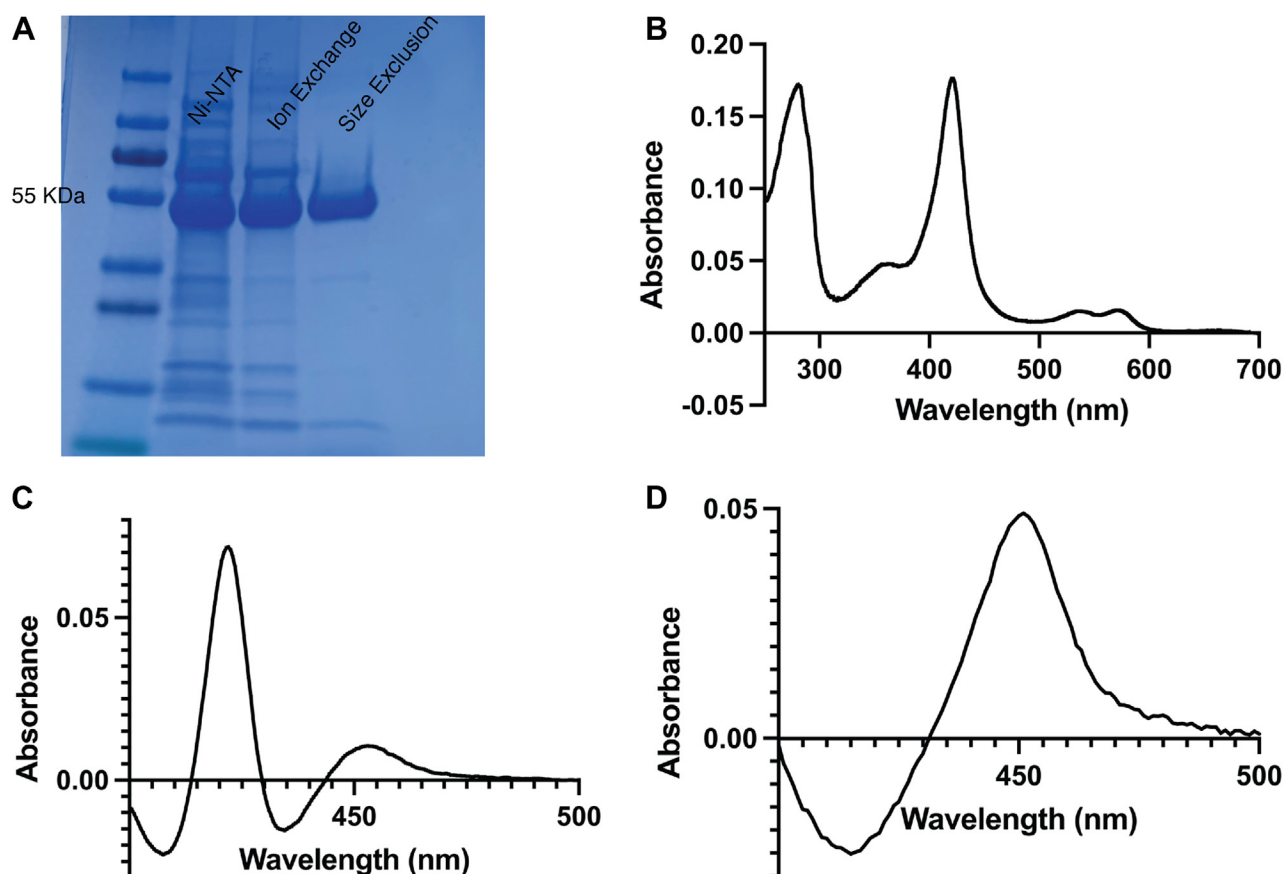 A
Ni-NTA
Ion Exchange
Size Exclusion
55 KDa
B
0.20
0.15
0.10
0.05
0.00
-0.05
Absorbance
300 400 500 600 700
Wavelength (nm)
C
0.05
0.00
Absorbance
450 500
Wavelength (nm)
D
0.05
0.00
Absorbance
450 500
Wavelength (nm)